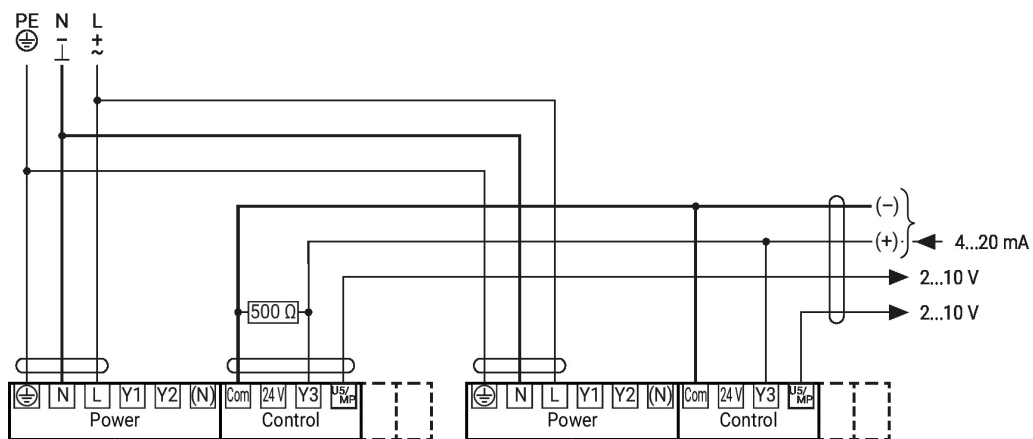 PE N L
− +
⊥ ~
(−)
(+) 4...20 mA
2...10 V
500 Ω 2...10 V
N L Y1 Y2 (N) Com 24 V Y3 U5/MP N L Y1 Y2 (N) Com 24 V Y3 U5/MP
Power Control Power Control